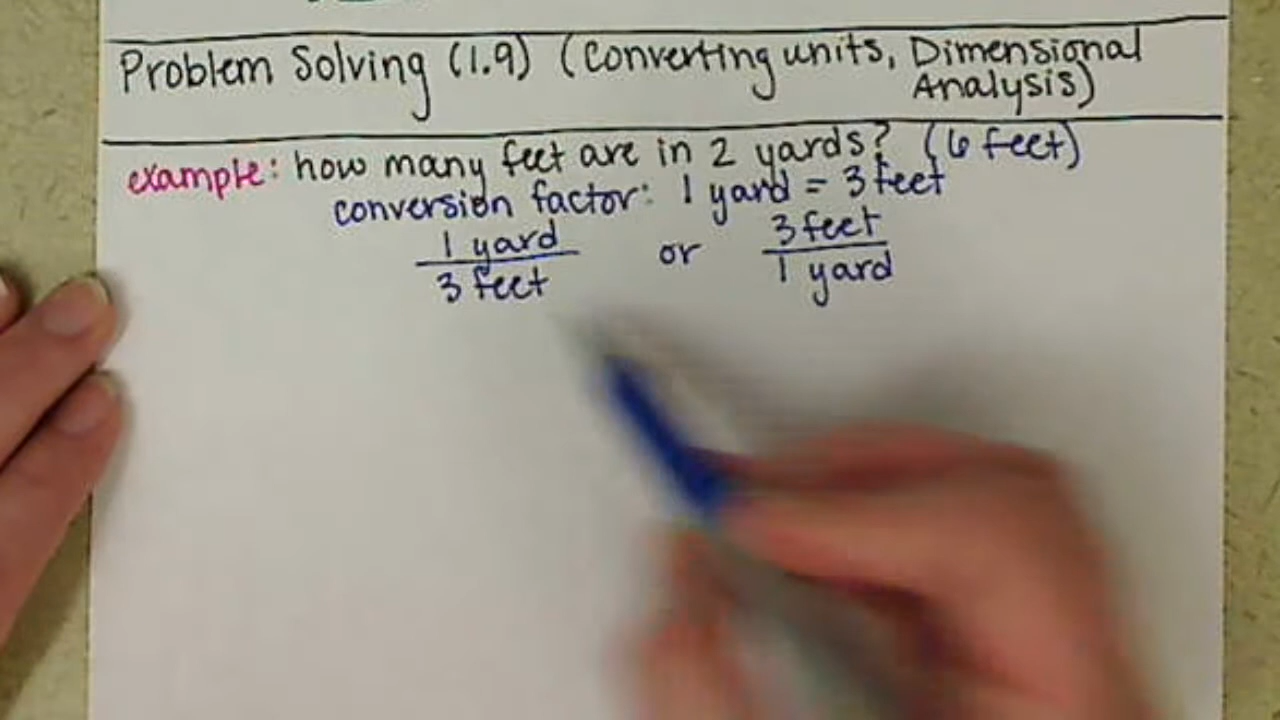 Problem Solving (1.9) (Converting units, Dimensional
Analysis)
example: how many feet are in 2 yards? (6 feet)
conversion factor: 1 yard = 3 feet
1 yard or 3 feet
3 feet 1 yard